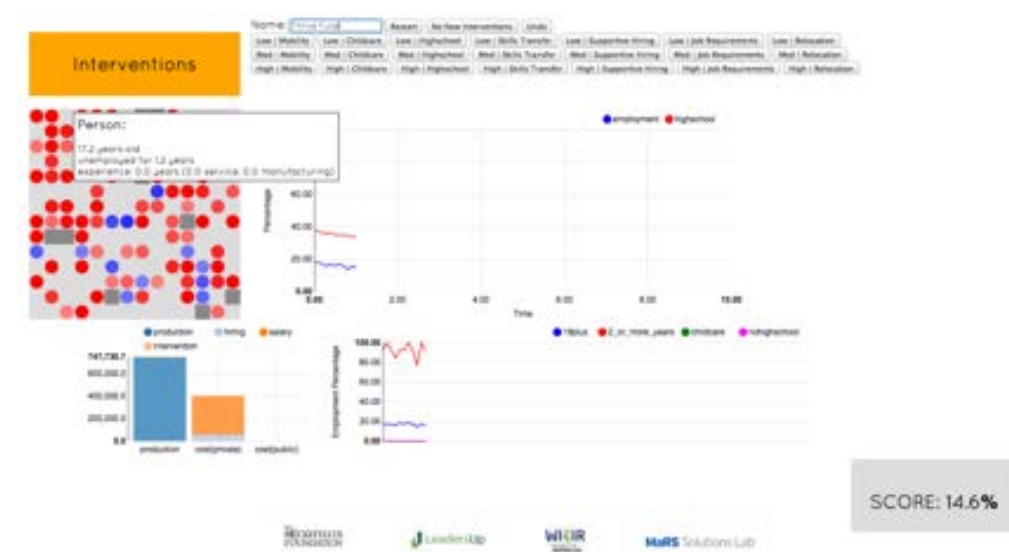 Name:
Restart No New Interventions Undo
Low | Mobility Low | Childcare Low | Highschool Low | Skills Transfer Low | Supportive Hiring Low | Job Requirements Low | Relocation
Med | Mobility Med | Childcare Med | Highschool Med | Skills Transfer Med | Supportive Hiring Med | Job Requirements Med | Relocation
High | Mobility High | Childcare High | Highschool High | Skills Transfer High | Supportive Hiring High | Job Requirements High | Relocation
Interventions
Person:
17.2 years old
unemployed for 1.2 years
experience: 0.0 years (0.0 service, 0.0 manufacturing)
employment highschool
Percentage
60.00
40.00
20.00
0.00
0.00 2.00 4.00 6.00 8.00 10.00
Time
production hiring salary
intervention
747,736.7
600,000.0
400,000.0
200,000.0
0.0
production cost(private) cost(public)
18plus 2_or_more_years childcare nohighschool
Employment Percentage
100.00
80.00
60.00
40.00
20.00
0.00
SCORE: 14.6%
FOUNDATION
LeadersUp
MaRS Solutions Lab